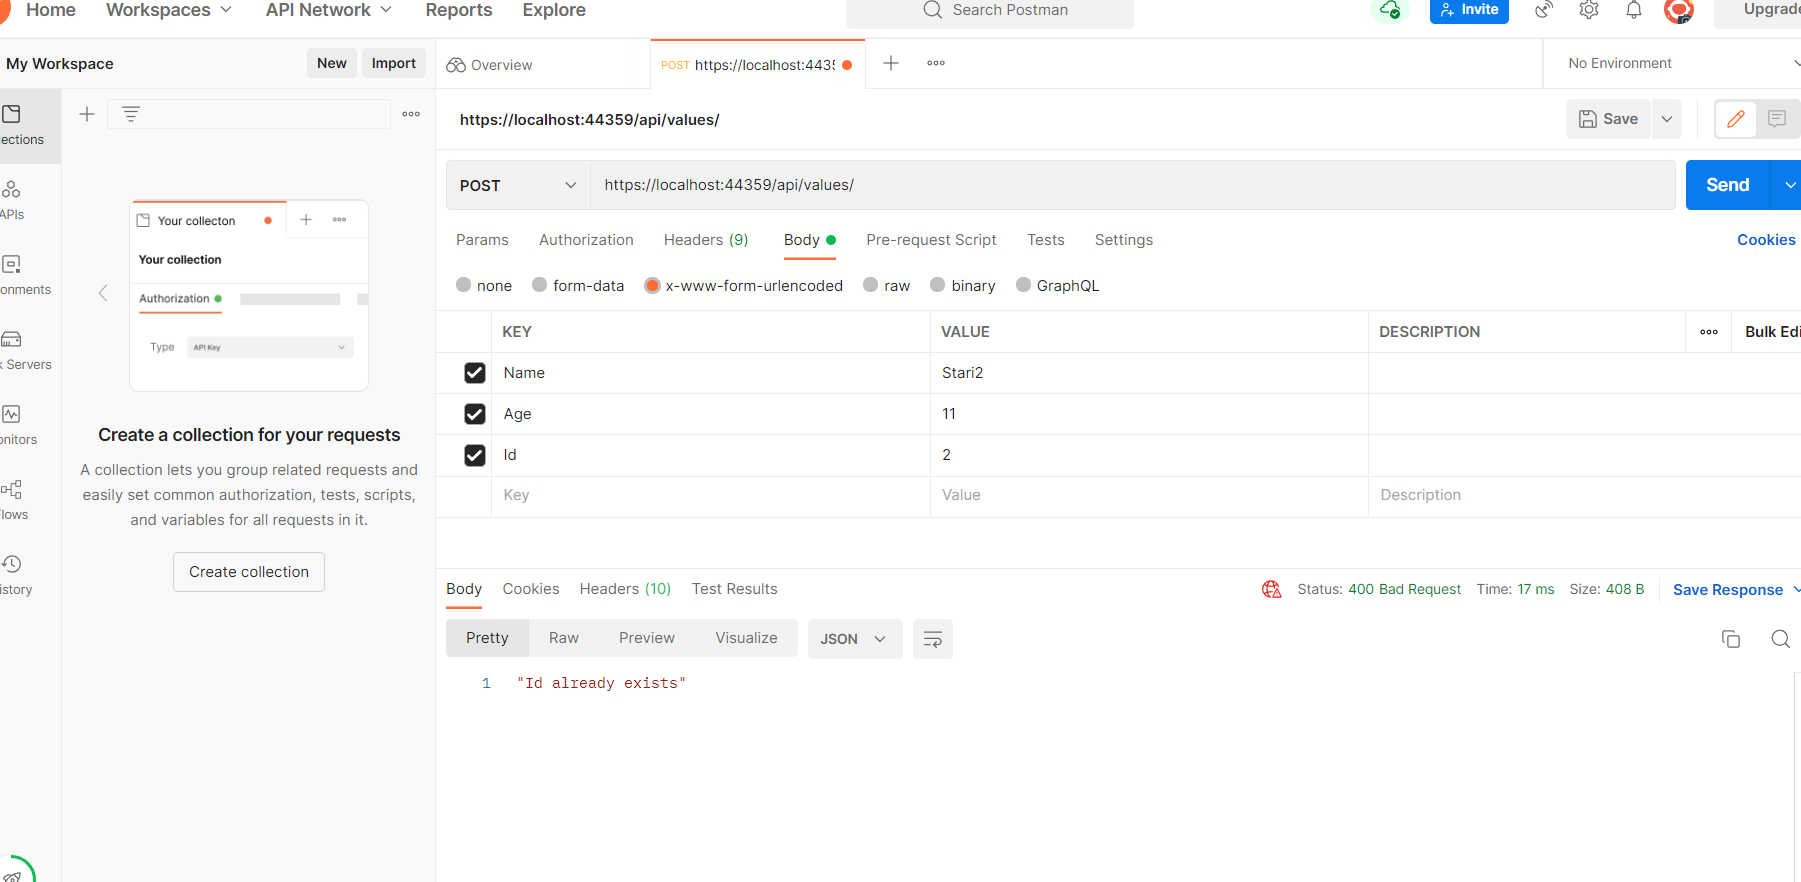 Home Workspaces API Network Reports Explore Search Postman Invite Upgrade
My Workspace New Import Overview POST https://localhost:4435 No Environment
https://localhost:44359/api/values/ Save
ections
POST https://localhost:44359/api/values/ Send
APIs
Your collecton
Params Authorization Headers (9) Body Pre-request Script Tests Settings Cookies
Your collection
none form-data x-www-form-urlencoded raw binary GraphQL
onments
Authorization
KEY VALUE DESCRIPTION Bulk Edi
Type API Key
k Servers
Name Stari2
Age 11
Create a collection for your requests
onitors
Id 2
A collection lets you group related requests and
easily set common authorization, tests, scripts,
and variables for all requests in it.
Key Value Description
lows
Create collection
istory
Body Cookies Headers (10) Test Results Status: 400 Bad Request Time: 17 ms Size: 408 B Save Response
Pretty Raw Preview Visualize JSON
1 "Id already exists"